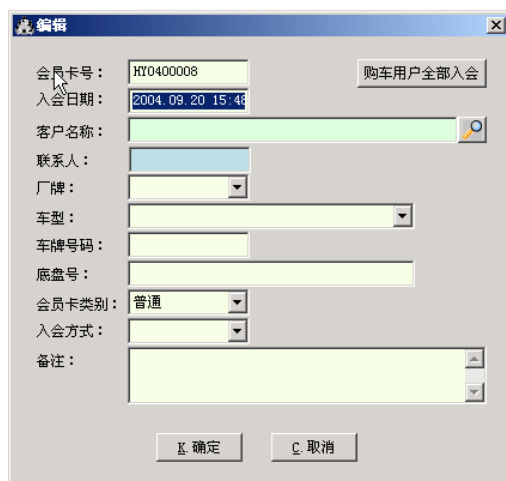 编辑
会员卡号： HY0400008 购车用户全部入会
入会日期： 2004.09.20 15:48
客户名称：
联系人：
厂牌：
车型：
车牌号码：
底盘号：
会员卡类别： 普通
入会方式：
备注：
K.确定 C.取消